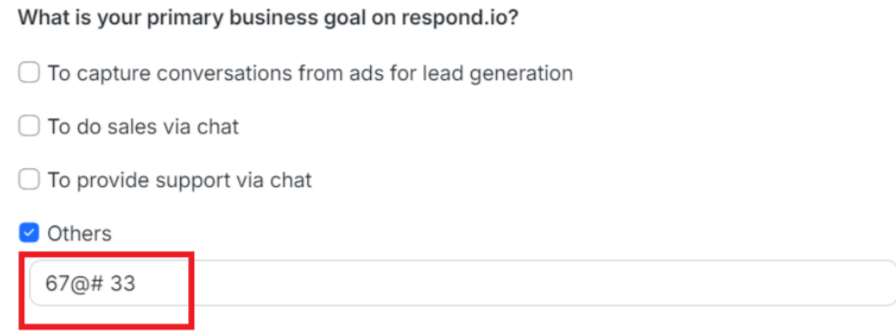 What is your primary business goal on respond.io?
To capture conversations from ads for lead generation
To do sales via chat
To provide support via chat
Others
67@# 33